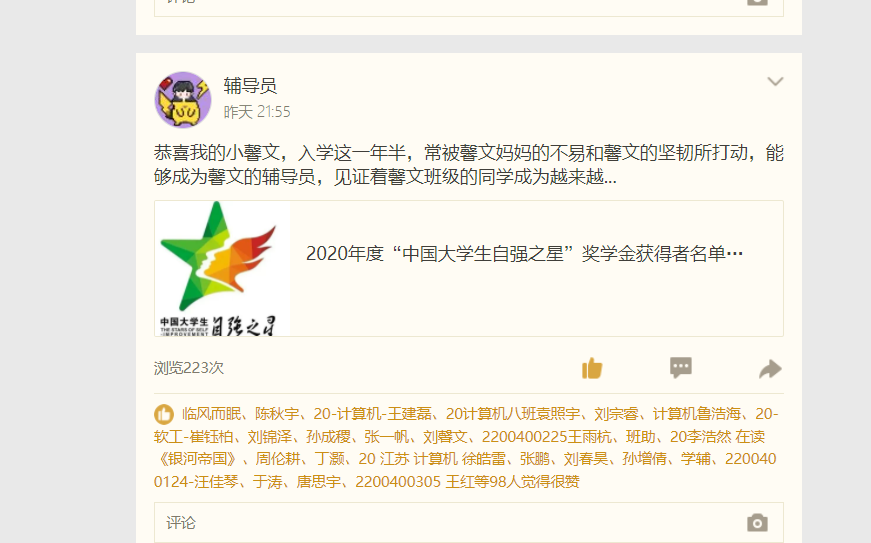 评论
辅导员
昨天 21:55
恭喜我的小馨文，入学这一年半，常被馨文妈妈的不易和馨文的坚韧所打动，能
够成为馨文的辅导员，见证着馨文班级的同学成为越来越...
2020年度“中国大学生自强之星”奖学金获得者名单…
中国大学生
THE STARS OF SELF
-IMPROVEMENT
自强之星
浏览223次
临风而眠、陈秋宇、20-计算机-王建磊、20计算机八班袁照宇、刘宗睿、计算机鲁浩海、20-
软工-崔钰柏、刘锦泽、孙成稷、张一帆、刘馨文、2200400225王雨杭、班助、20李浩然 在读
《银河帝国》、周伦耕、丁灏、20 江苏 计算机 徐皓雷、张鹏、刘春昊、孙增倩、学辅、220040
0124-汪佳琴、于涛、唐思宇、2200400305 王红等98人觉得很赞
评论